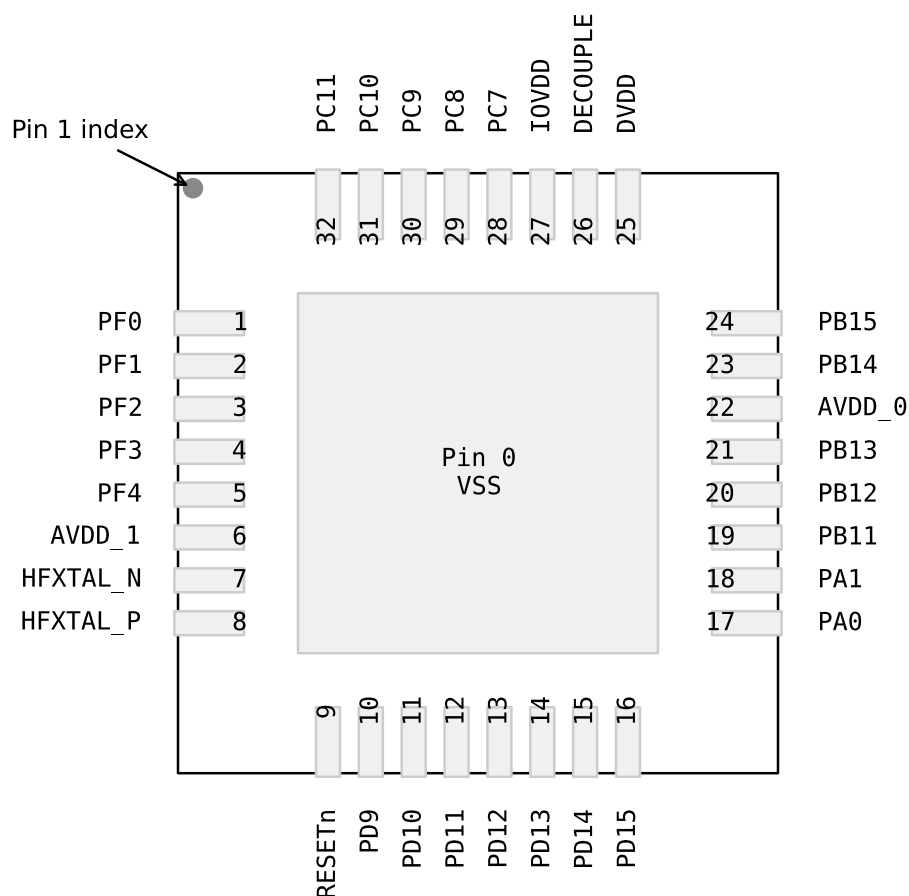 PC11
PC10
PC9
PC8
PC7
IOVDD
DECOUPLE
DVDD
Pin 1 index
32
31
30
29
28
27
26
25
PF0 1
24 PB15
PF1 2
23 PB14
PF2 3
22 AVDD_0
PF3 4
21 PB13
Pin 0
VSS
PF4 5
20 PB12
AVDD_1 6
19 PB11
HFXTAL_N 7
18 PA1
HFXTAL_P 8
17 PA0
9
10
11
12
13
14
15
16
RESETn
PD9
PD10
PD11
PD12
PD13
PD14
PD15